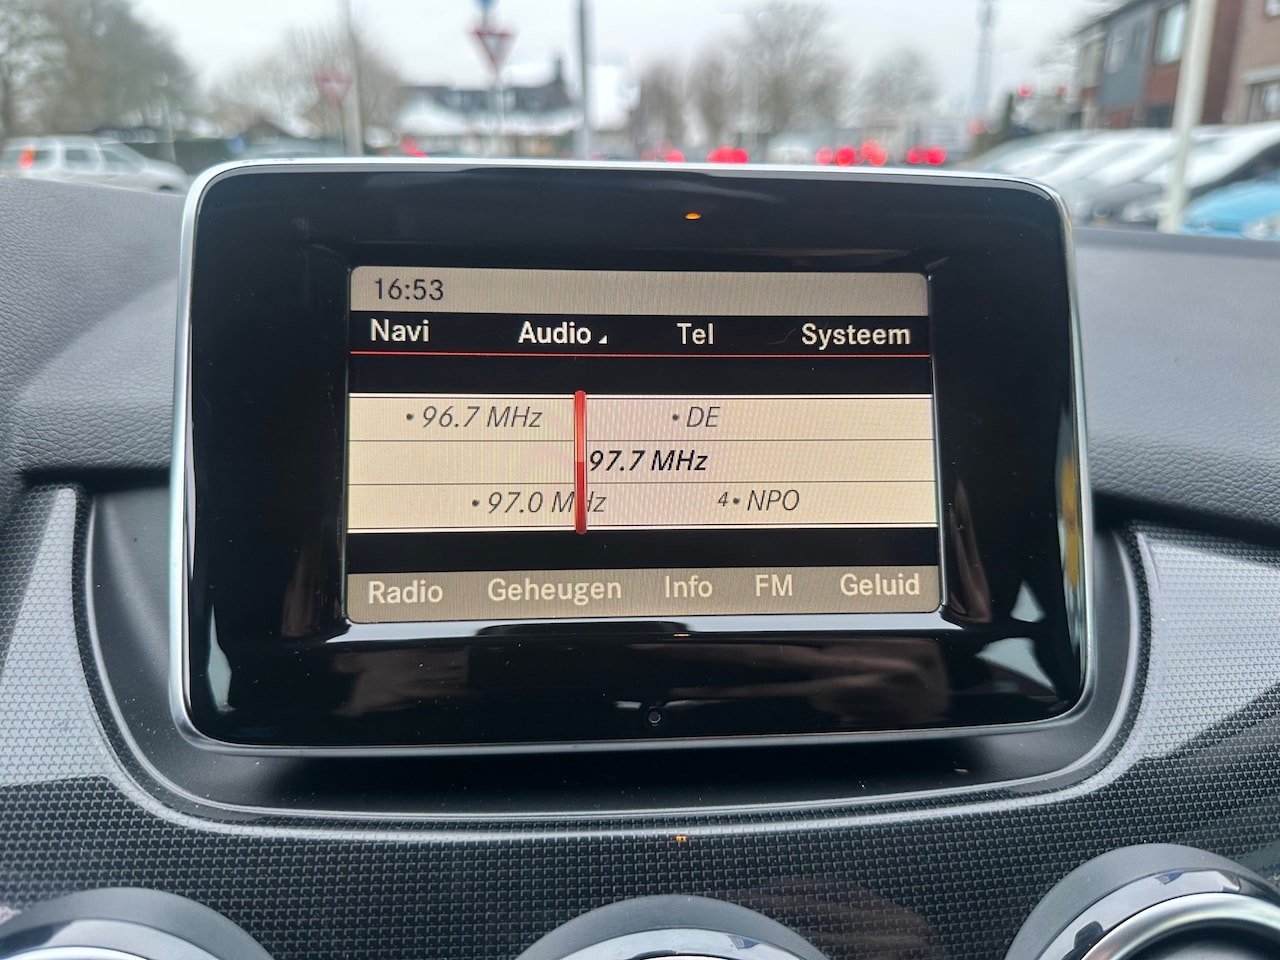 16:53
Navi Audio Tel Systeem
• 96.7 MHz • DE
97.7 MHz
• 97.0 MHz 4• NPO
Radio Geheugen Info FM Geluid